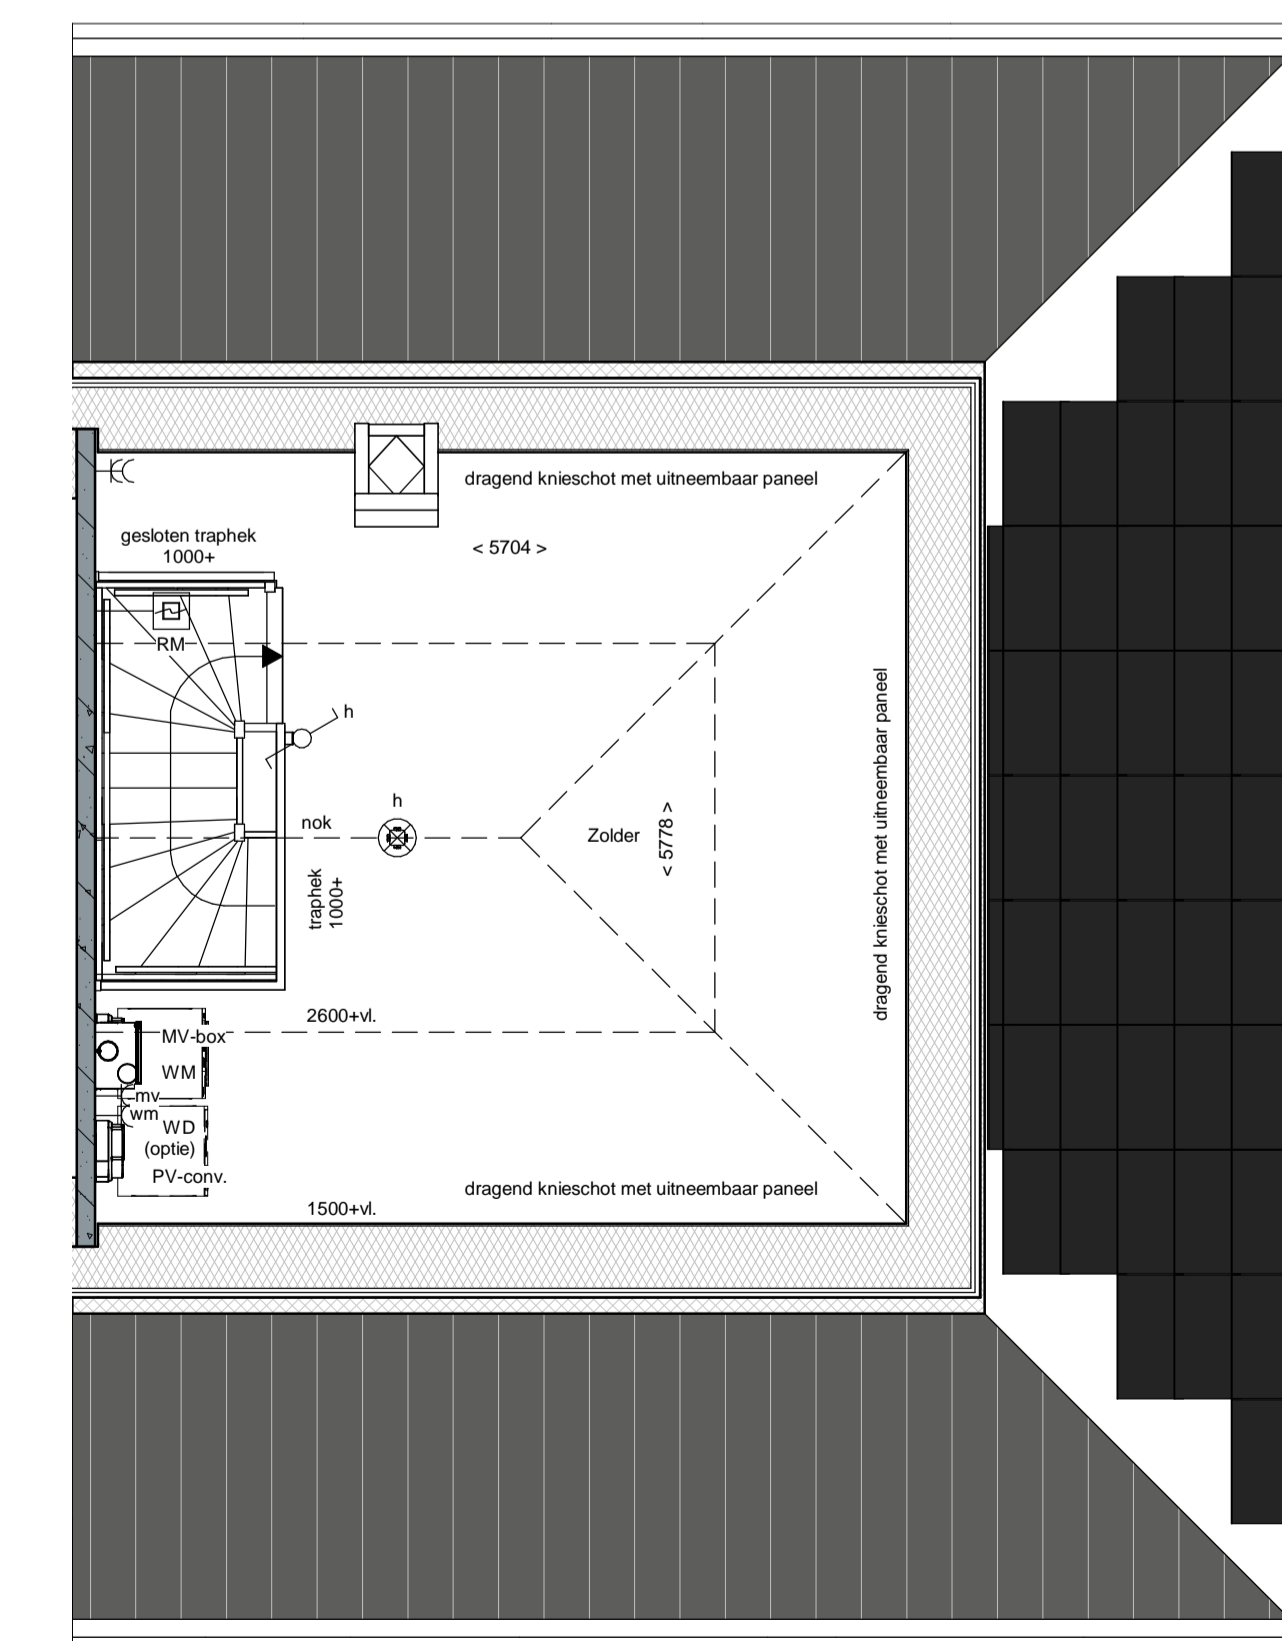 dragend knieschot met uitneembaar paneel
gesloten traphek
1000+
< 5704 >
RM
h
dragend knieschot met uitneembaar paneel
h
nok
Zolder
< 5778 >
traphek
1000+
2600+vl.
MV-box
WM
mv
wm
WD
(optie)
PV-conv.
dragend knieschot met uitneembaar paneel
1500+vl.